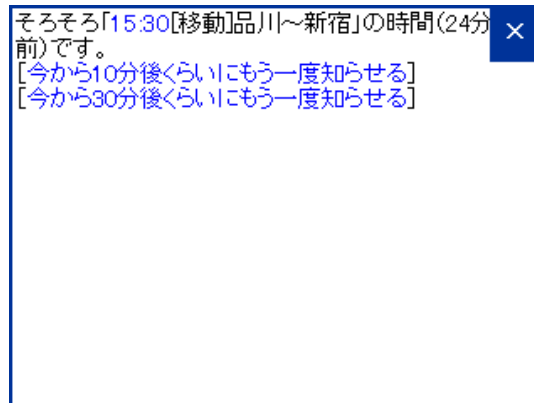 そろそろ「15:30[移動]品川～新宿」の時間(24分
前)です。
[今から10分後くらいにもう一度知らせる]
[今から30分後くらいにもう一度知らせる]